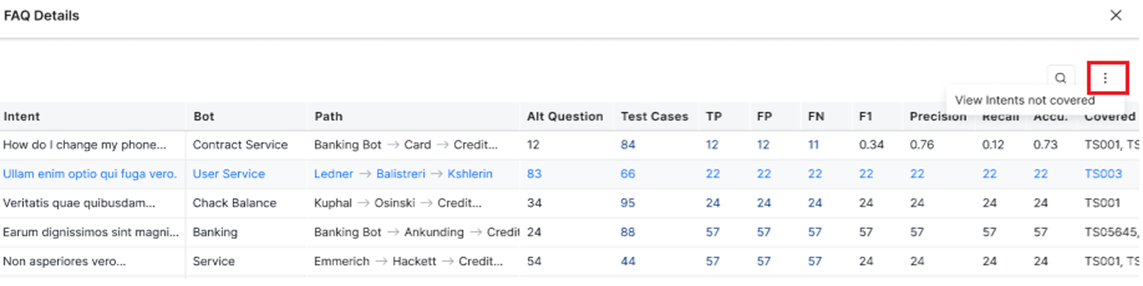 FAQ Details
View Intents not covered
Intent Bot Path Alt Question Test Cases TP FP FN F1 Precision Recall Accu. Covered
How do I change my phone... Contract Service Banking Bot → Card → Credit... 12 84 12 12 11 0.34 0.76 0.12 0.73 TS001, TS
Ullam enim optio qui fuga vero. User Service Ledner → Balistreri → Kshlerin 83 66 22 22 22 22 22 22 22 TS003
Veritatis quae quibusdam... Chack Balance Kuphal → Osinski → Credit... 34 95 24 24 24 24 24 24 24 TS001
Earum dignissimos sint magni... Banking Banking Bot → Ankunding → Credit 24 88 57 57 57 57 57 57 57 TS05645,
Non asperiores vero... Service Emmerich → Hackett → Credit... 54 44 57 57 57 24 24 24 24 TS001, TS